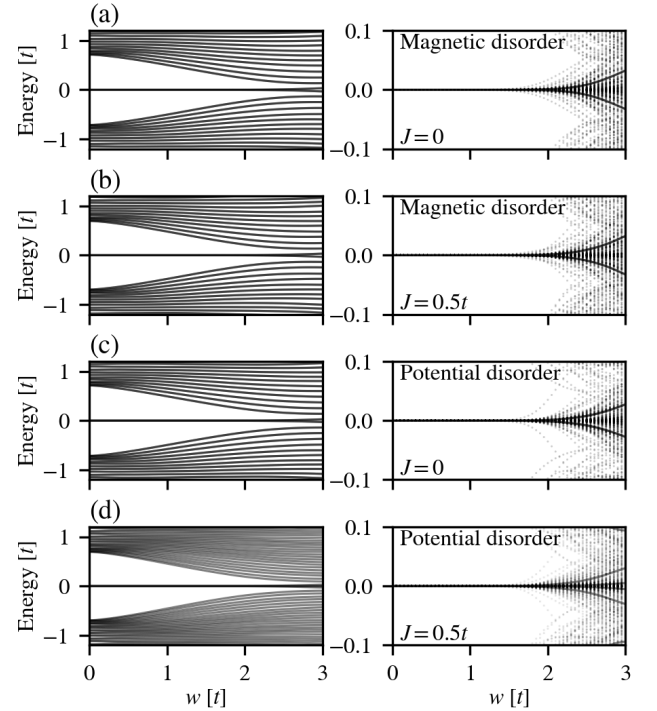 (a)
Energy [t]
1
0
−1
0.1
0.0
−0.1
Magnetic disorder
J = 0
(b)
Energy [t]
1
0
−1
0.1
0.0
−0.1
Magnetic disorder
J = 0.5t
(c)
Energy [t]
1
0
−1
0.1
0.0
−0.1
Potential disorder
J = 0
(d)
Energy [t]
1
0
−1
0.1
0.0
−0.1
Potential disorder
J = 0.5t
0 1 2 3
0 1 2 3
w [t]
w [t]